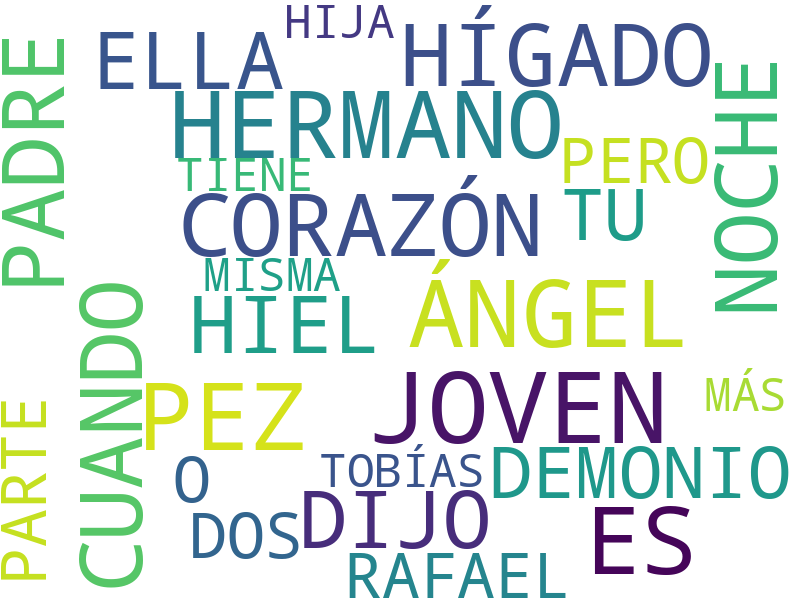 HIJA
ELLA
HÍGADO
PADRE
HERMANO
NOCHE
PERO
TIENE
CORAZÓN
TU
MISMA
HIEL
ÁNGEL
CUANDO
PEZ
JOVEN
MÁS
PARTE
O
TOBÍAS
DEMONIO
DOS
DIJO
ES
RAFAEL